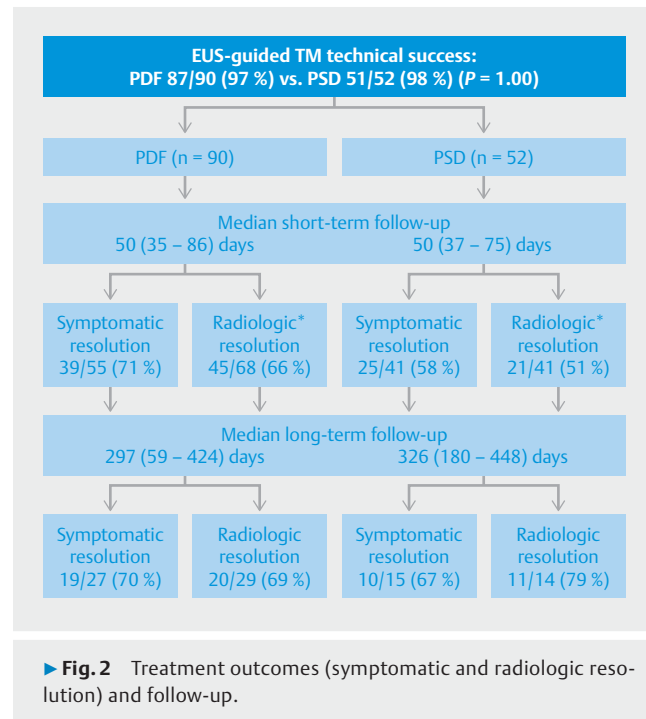 EUS-guided TM technical success:
PDF 87/90 (97 %) vs. PSD 51/52 (98 %) (P = 1.00)
PDF (n = 90)
PSD (n = 52)
Median short-term follow-up
50 (35 – 86) days
50 (37 – 75) days
Symptomatic
resolution
39/55 (71 %)
Radiologic*
resolution
45/68 (66 %)
Symptomatic
resolution
25/41 (58 %)
Radiologic*
resolution
21/41 (51 %)
Median long-term follow-up
297 (59 – 424) days
326 (180 – 448) days
Symptomatic
resolution
19/27 (70 %)
Radiologic
resolution
20/29 (69 %)
Symptomatic
resolution
10/15 (67 %)
Radiologic
resolution
11/14 (79 %)
▶ Fig. 2 Treatment outcomes (symptomatic and radiologic reso-
lution) and follow-up.